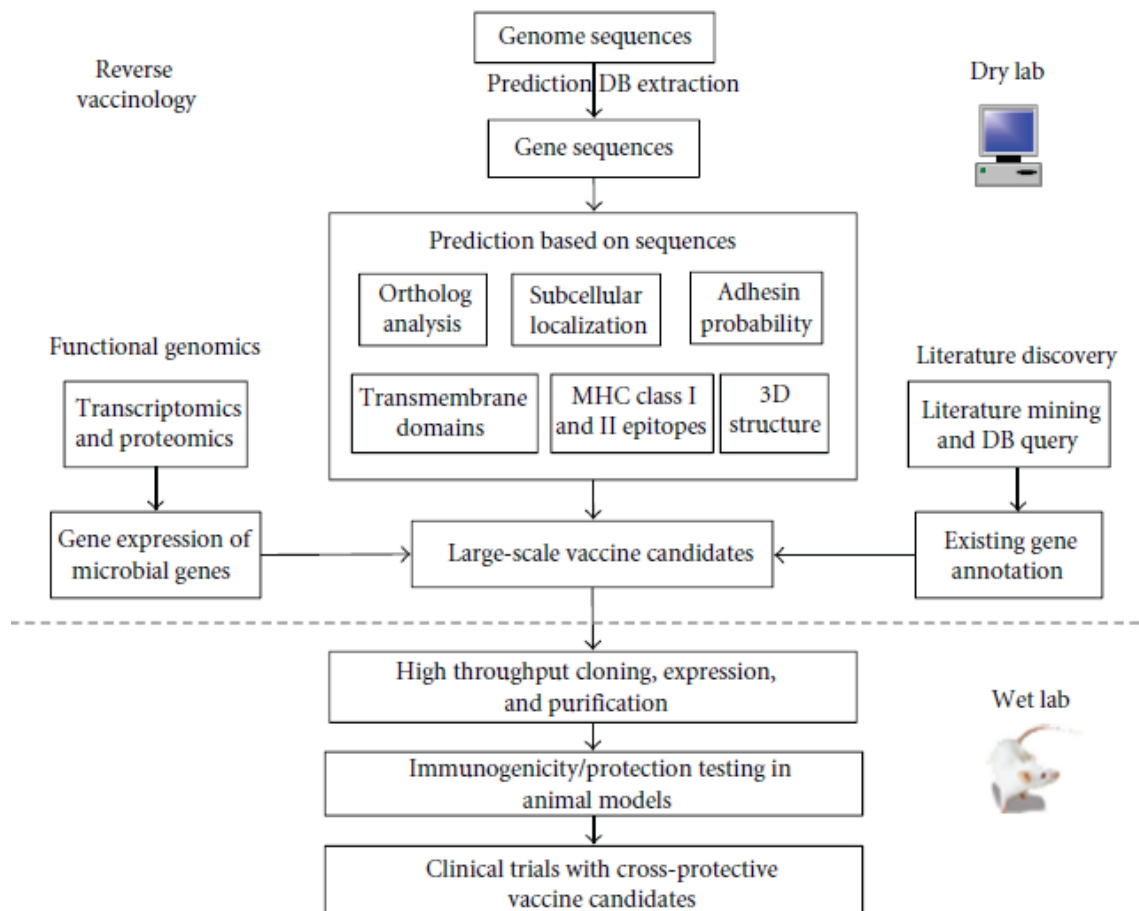 Genome sequences
Reverse
vaccinology
Prediction DB extraction
Dry lab
Gene sequences
Prediction based on sequences
Ortholog
analysis
Subcellular
localization
Adhesin
probability
Functional genomics
Literature discovery
Transcriptomics
and proteomics
Transmembrane
domains
MHC class I
and II epitopes
3D
structure
Literature mining
and DB query
Gene expression of
microbial genes
Large-scale vaccine candidates
Existing gene
annotation
High throughput cloning, expression,
and purification
Wet lab
Immunogenicity/protection testing in
animal models
Clinical trials with cross-protective
vaccine candidates